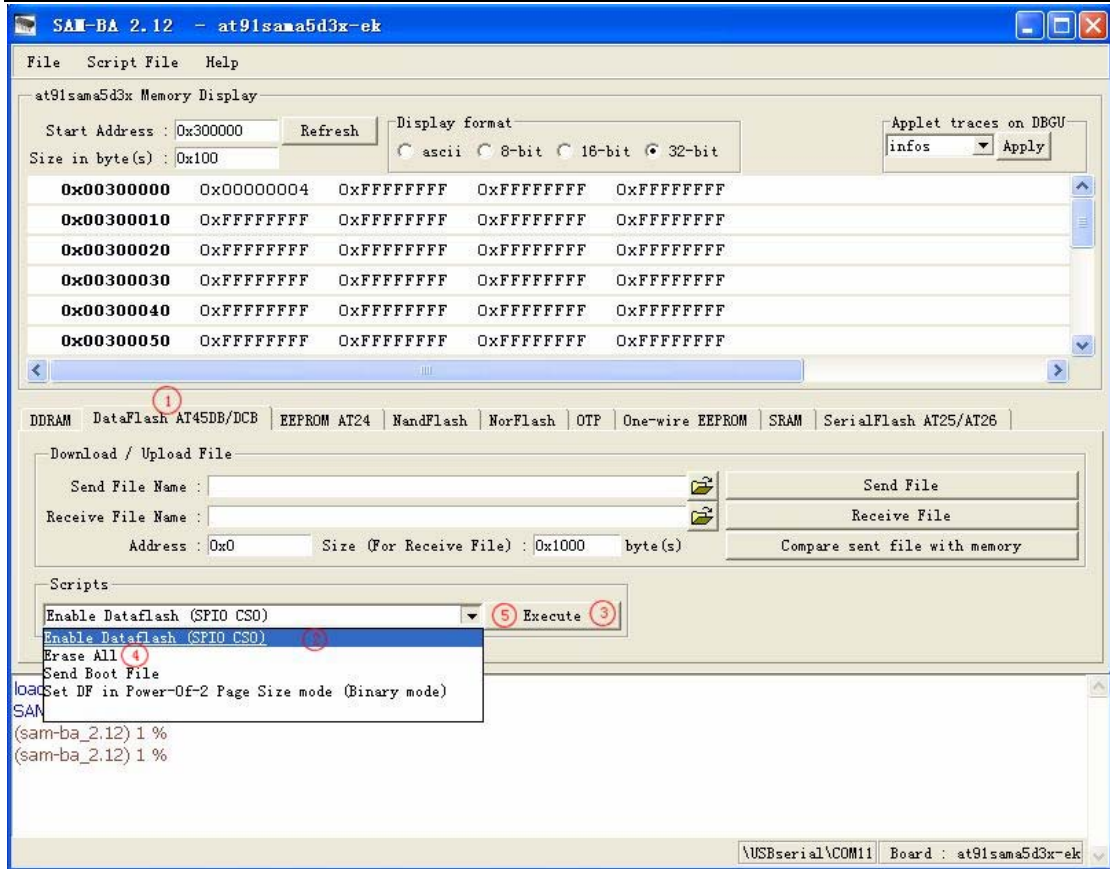 SAM-BA 2.12 - at91sama5d3x-ek
File Script File Help
at91sama5d3x Memory Display
Start Address : 0x300000 Refresh Display format Applet traces on DBGU
Size in byte(s) : 0x100 ascii 8-bit 16-bit 32-bit infos Apply
0x00300000 0x00000004 0xFFFFFFFF 0xFFFFFFFF 0xFFFFFFFF
0x00300010 0xFFFFFFFF 0xFFFFFFFF 0xFFFFFFFF 0xFFFFFFFF
0x00300020 0xFFFFFFFF 0xFFFFFFFF 0xFFFFFFFF 0xFFFFFFFF
0x00300030 0xFFFFFFFF 0xFFFFFFFF 0xFFFFFFFF 0xFFFFFFFF
0x00300040 0xFFFFFFFF 0xFFFFFFFF 0xFFFFFFFF 0xFFFFFFFF
0x00300050 0xFFFFFFFF 0xFFFFFFFF 0xFFFFFFFF 0xFFFFFFFF
1
DDRAM DataFlash AT45DB/DCB EEPROM AT24 NandFlash NorFlash OTP One-wire EEPROM SRAM SerialFlash AT25/AT26
Download / Upload File
Send File Name : Send File
Receive File Name : Receive File
Address : 0x0 Size (For Receive File) : 0x1000 byte(s) Compare sent file with memory
Scripts
Enable Dataflash (SPI0 CS0) 5 Execute 3
Enable Dataflash (SPI0 CS0) 2
Erase All 4
Send Boot File
Set DF in Power-Of-2 Page Size mode (Binary mode)
(sam-ba_2.12) 1 %
(sam-ba_2.12) 1 %
\USBserial\COM11 Board : at91sama5d3x-ek